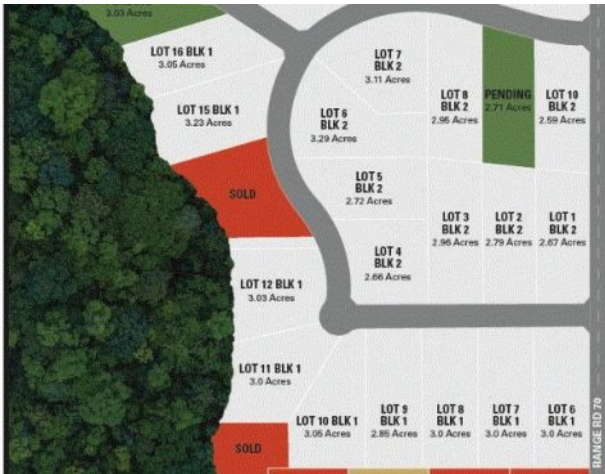 3.03 Acres
LOT 16 BLK 1
3.05 Acres
LOT 15 BLK 1
3.23 Acres
SOLD
LOT 12 BLK 1
3.03 Acres
LOT 11 BLK 1
3.0 Acres
SOLD
LOT 7
BLK 2
3.11 Acres
LOT 6
BLK 2
3.29 Acres
LOT 8
BLK 2
2.95 Acres
PENDING
2.71 Acres
LOT 10
BLK 2
2.59 Acres
LOT 5
BLK 2
2.72 Acres
LOT 4
BLK 2
2.66 Acres
LOT 3
BLK 2
2.96 Acres
LOT 2
BLK 2
2.79 Acres
LOT 1
BLK 2
2.67 Acres
LOT 10 BLK 1
3.05 Acres
LOT 9
BLK 1
2.85 Acres
LOT 8
BLK 1
3.0 Acres
LOT 7
BLK 1
3.0 Acres
LOT 6
BLK 1
3.0 Acres
RANGE RD 70